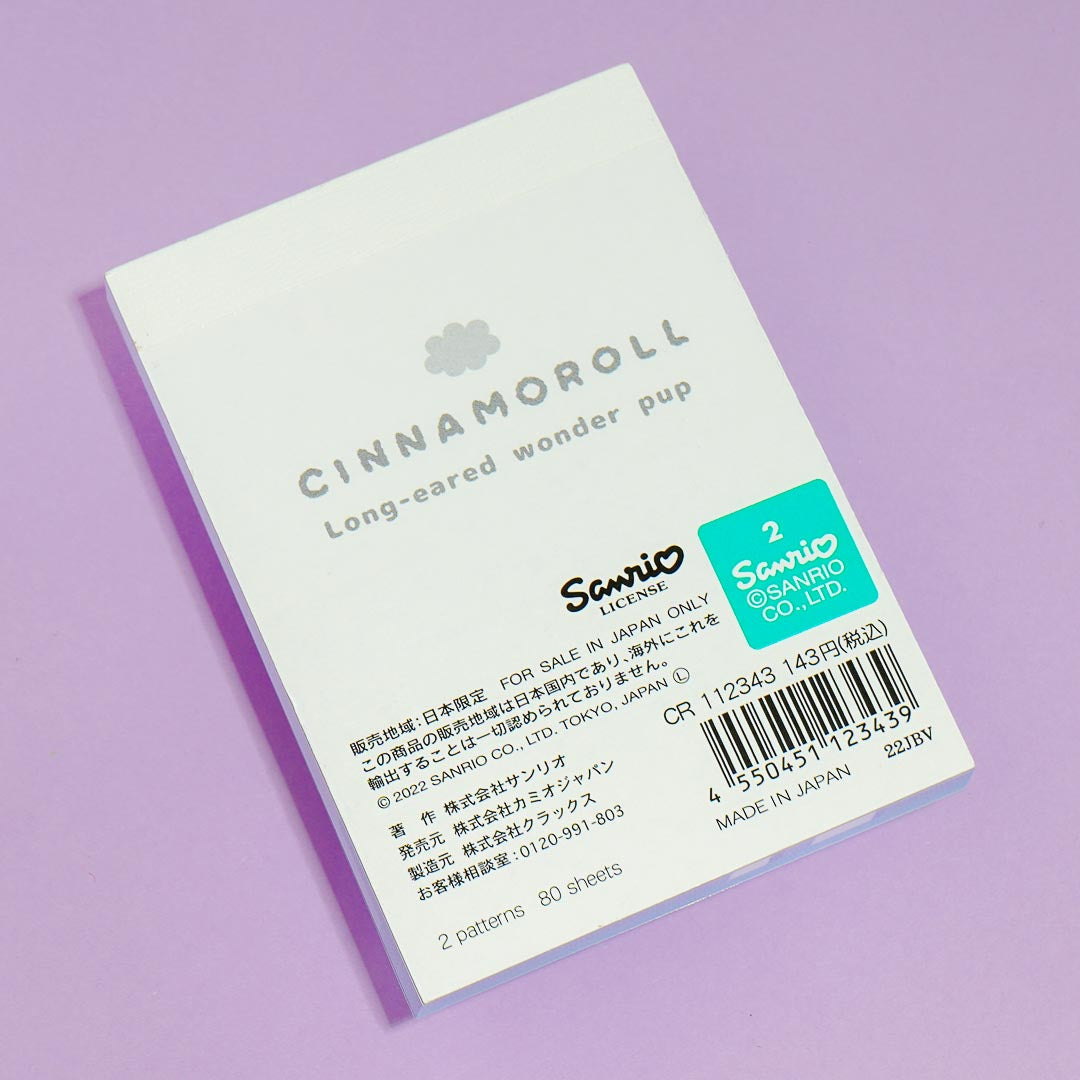 CINNAMOROLL
Long-eared wonder pup
Sanrio
LICENSE
2
Sanrio
©SANRIO
CO.,LTD.
販売地域:日本限定 FOR SALE IN JAPAN ONLY
この商品の販売地域は日本国内であり、海外にこれを
輸出することは一切認められておりません。
© 2022 SANRIO CO., LTD. TOKYO, JAPAN Ⓛ
著 作 株式会社サンリオ
発売元 株式会社カミオジャパン
製造元 株式会社クラックス
お客様相談室:0120-991-803
2 patterns 80 sheets
CR 112343 143円(税込)
4 550451 123439
22JBV
MADE IN JAPAN